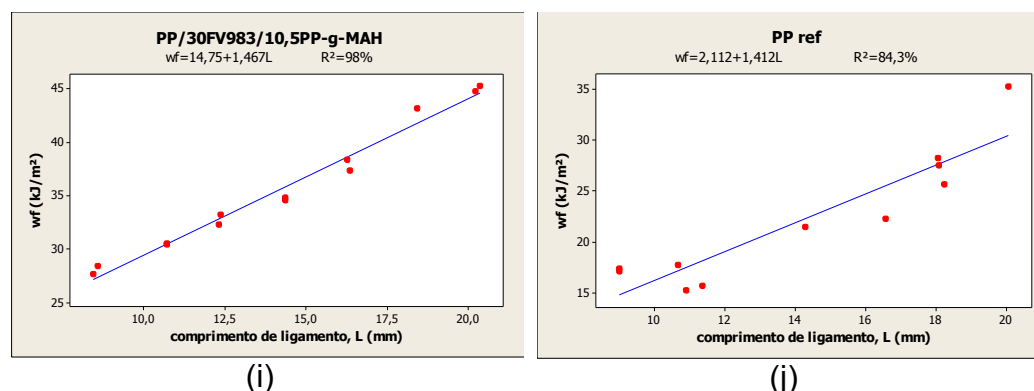 PP/30FV983/10,5PP-g-MAH
wf=14,75+1,467L R²=98%
45
40
35
30
25
wf (kJ/m²)
10,0 12,5 15,0 17,5 20,0
comprimento de ligamento, L (mm)
(i)
PP ref
wf=2,112+1,412L R²=84,3%
35
30
25
20
15
wf (kJ/m²)
10 12 14 16 18 20
comprimento de ligamento, L (mm)
(j)